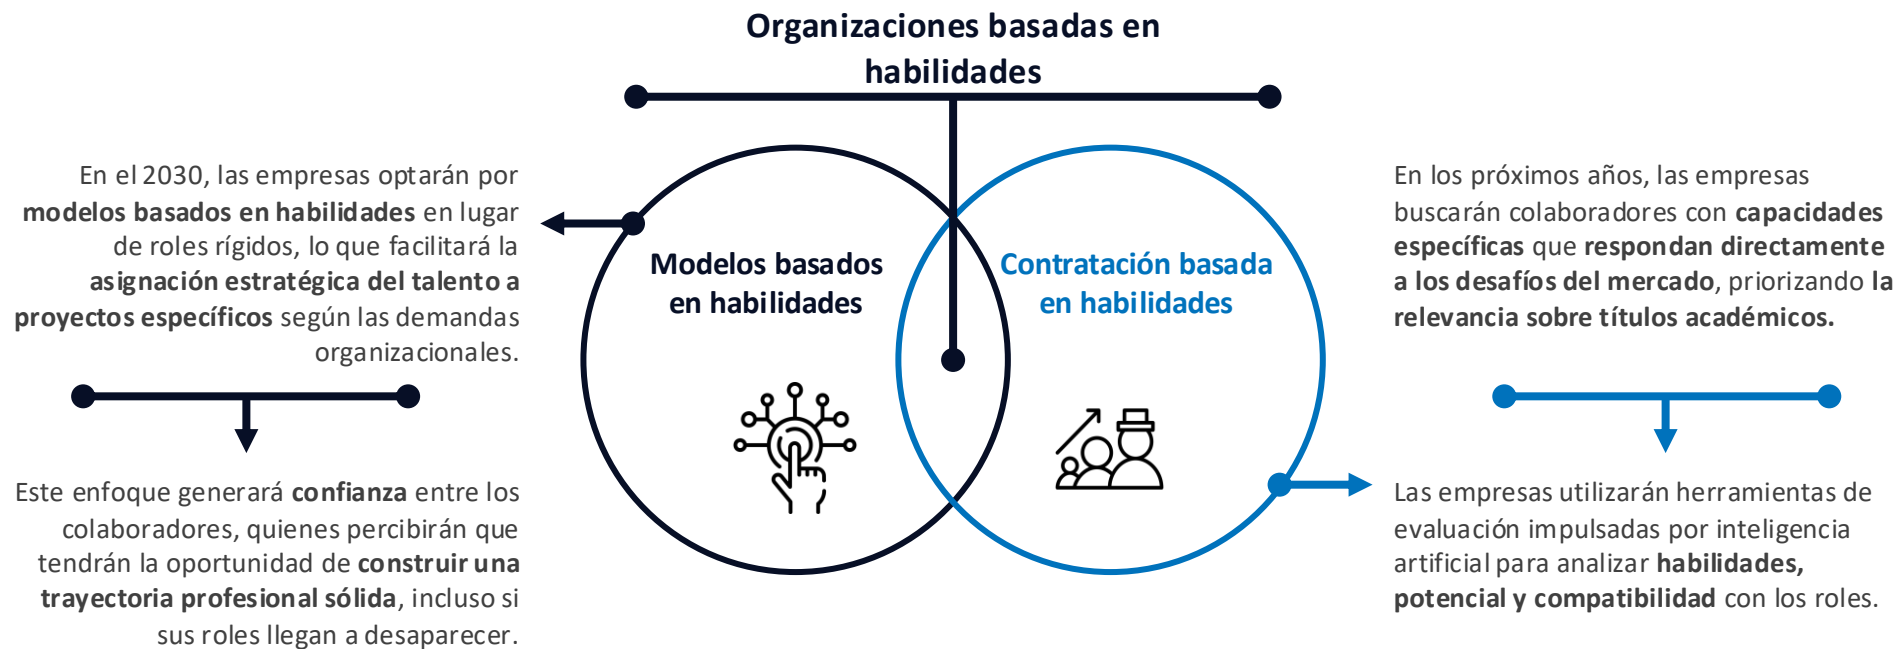 Organizaciones basadas en
habilidades
En el 2030, las empresas optarán por
modelos basados en habilidades en lugar
de roles rígidos, lo que facilitará la
asignación estratégica del talento a
proyectos específicos según las demandas
organizacionales.
Este enfoque generará confianza entre los
colaboradores, quienes percibirán que
tendrán la oportunidad de construir una
trayectoria profesional sólida, incluso si
sus roles llegan a desaparecer.
Modelos basados
en habilidades
Contratación basada
en habilidades
En los próximos años, las empresas
buscarán colaboradores con capacidades
específicas que respondan directamente
a los desafíos del mercado, priorizando la
relevancia sobre títulos académicos.
Las empresas utilizarán herramientas de
evaluación impulsadas por inteligencia
artificial para analizar habilidades,
potencial y compatibilidad con los roles.